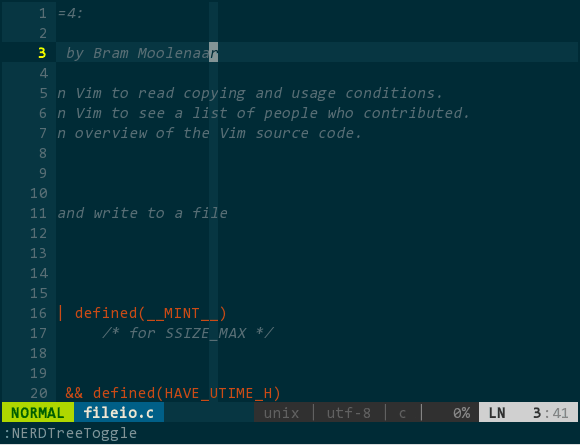 1 =4:
2
3 by Bram Moolenaar
4
5 n Vim to read copying and usage conditions.
6 n Vim to see a list of people who contributed.
7 n overview of the Vim source code.
8
9
10
11 and write to a file
12
13
14
15
16 | defined(__MINT__)
17 /* for SSIZE_MAX */
18
19
20 && defined(HAVE_UTIME_H)
NORMAL fileio.c unix | utf-8 | c | 0% LN 3:41
:NERDTreeToggle